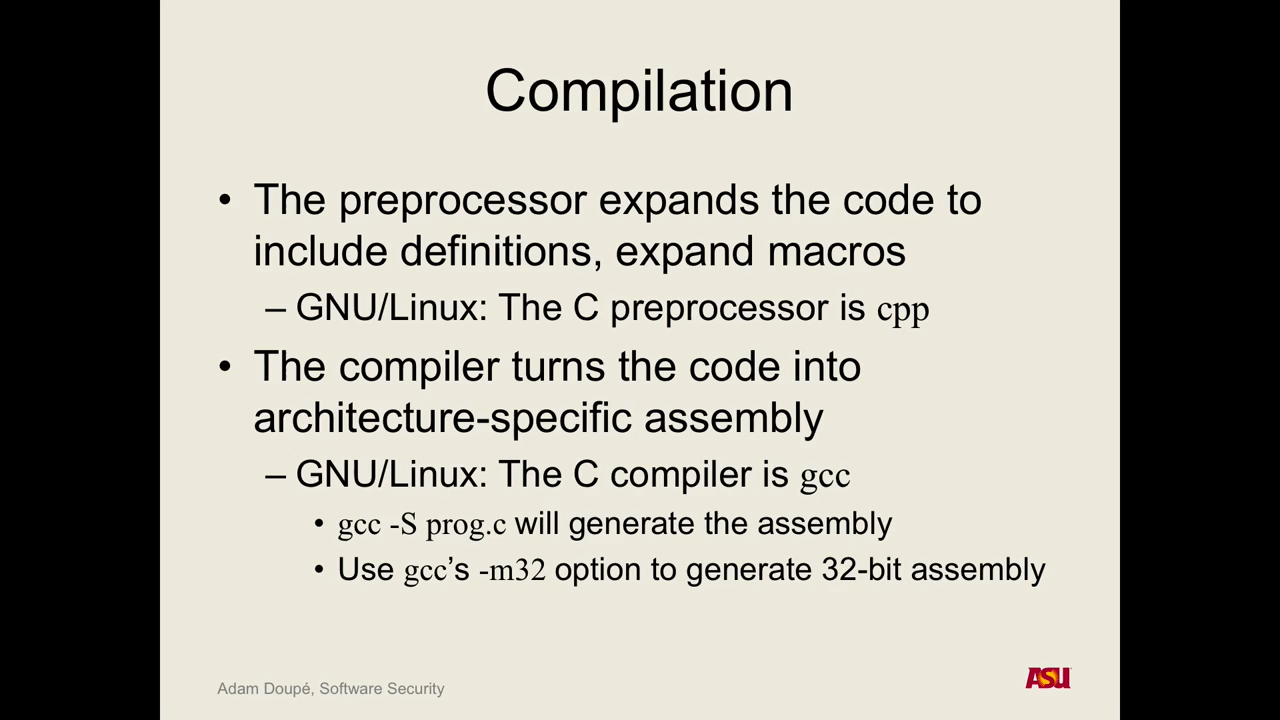 Compilation
• The preprocessor expands the code to
include definitions, expand macros
– GNU/Linux: The C preprocessor is cpp
• The compiler turns the code into
architecture-specific assembly
– GNU/Linux: The C compiler is gcc
• gcc -S prog.c will generate the assembly
• Use gcc’s -m32 option to generate 32-bit assembly
Adam Doupé, Software Security
ASU